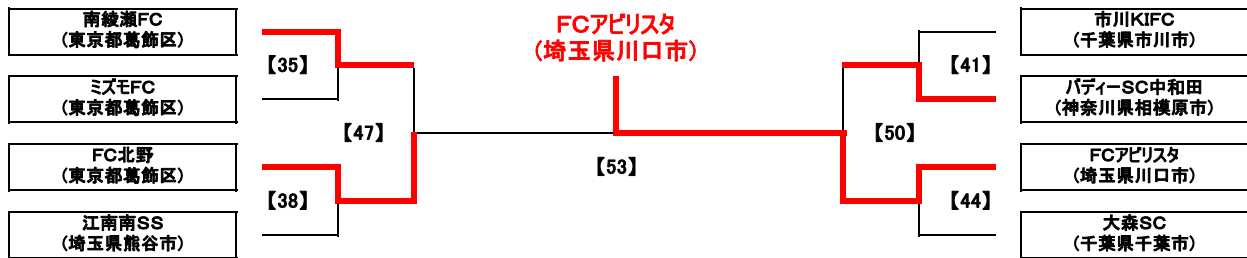 南綾瀬FC
(東京都葛飾区)
ミズモFC
(東京都葛飾区)
FC北野
(東京都葛飾区)
江南南SS
(埼玉県熊谷市)
【35】
【38】
【47】
FCアビリスタ
(埼玉県川口市)
【53】
【50】
【41】
【44】
市川KIFC
(千葉県市川市)
バディーSC中和田
(神奈川県相模原市)
FCアビリスタ
(埼玉県川口市)
大森SC
(千葉県千葉市)